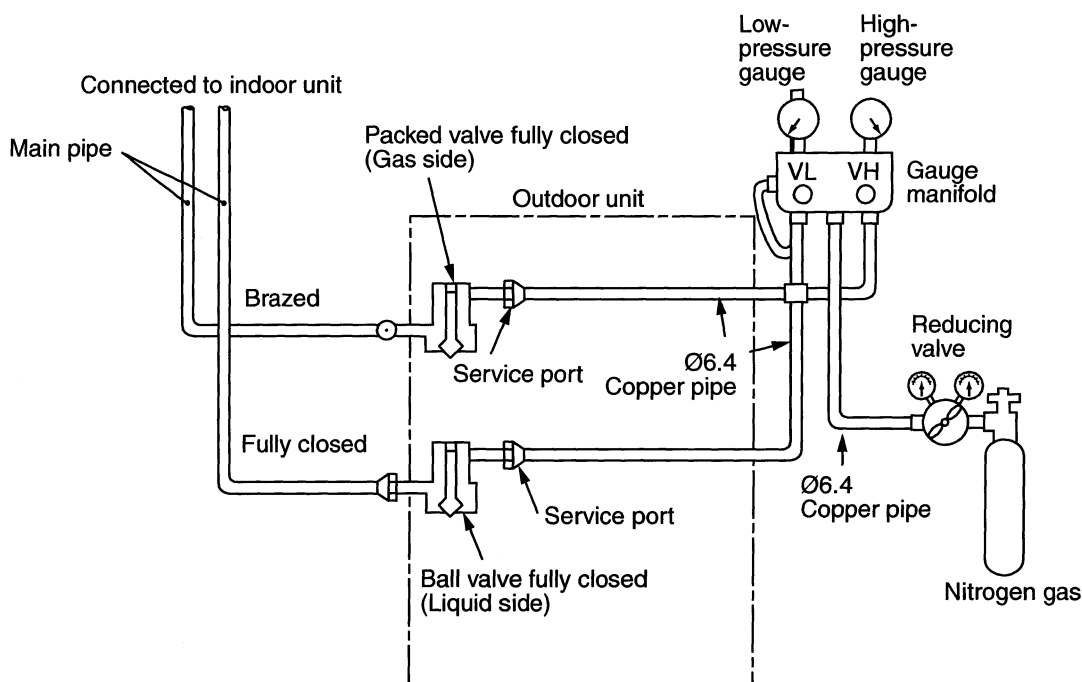 Low-
pressure
gauge
High-
pressure
gauge
Connected to indoor unit
Main pipe
Packed valve fully closed
(Gas side)
VL
VH
Gauge
manifold
Outdoor unit
Brazed
Service port
Ø6.4
Copper pipe
Reducing
valve
Fully closed
Service port
Ø6.4
Copper pipe
Ball valve fully closed
(Liquid side)
Nitrogen gas